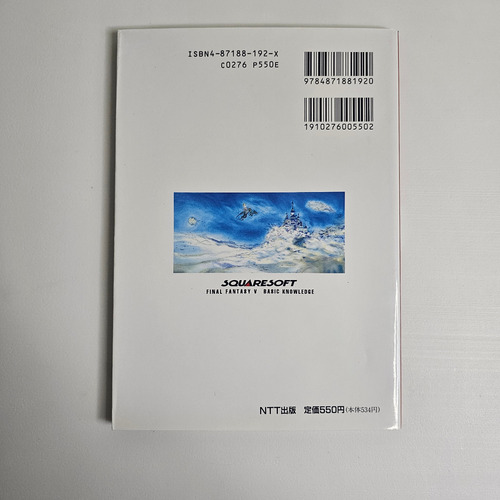 ISBN4-87188-192-X
C0276 P550E
9784871881920
1910276005502
SQUARESOFT
FINAL FANTASY V BASIC KNOWLEDGE
NTT出版 定価550円(本体534円)